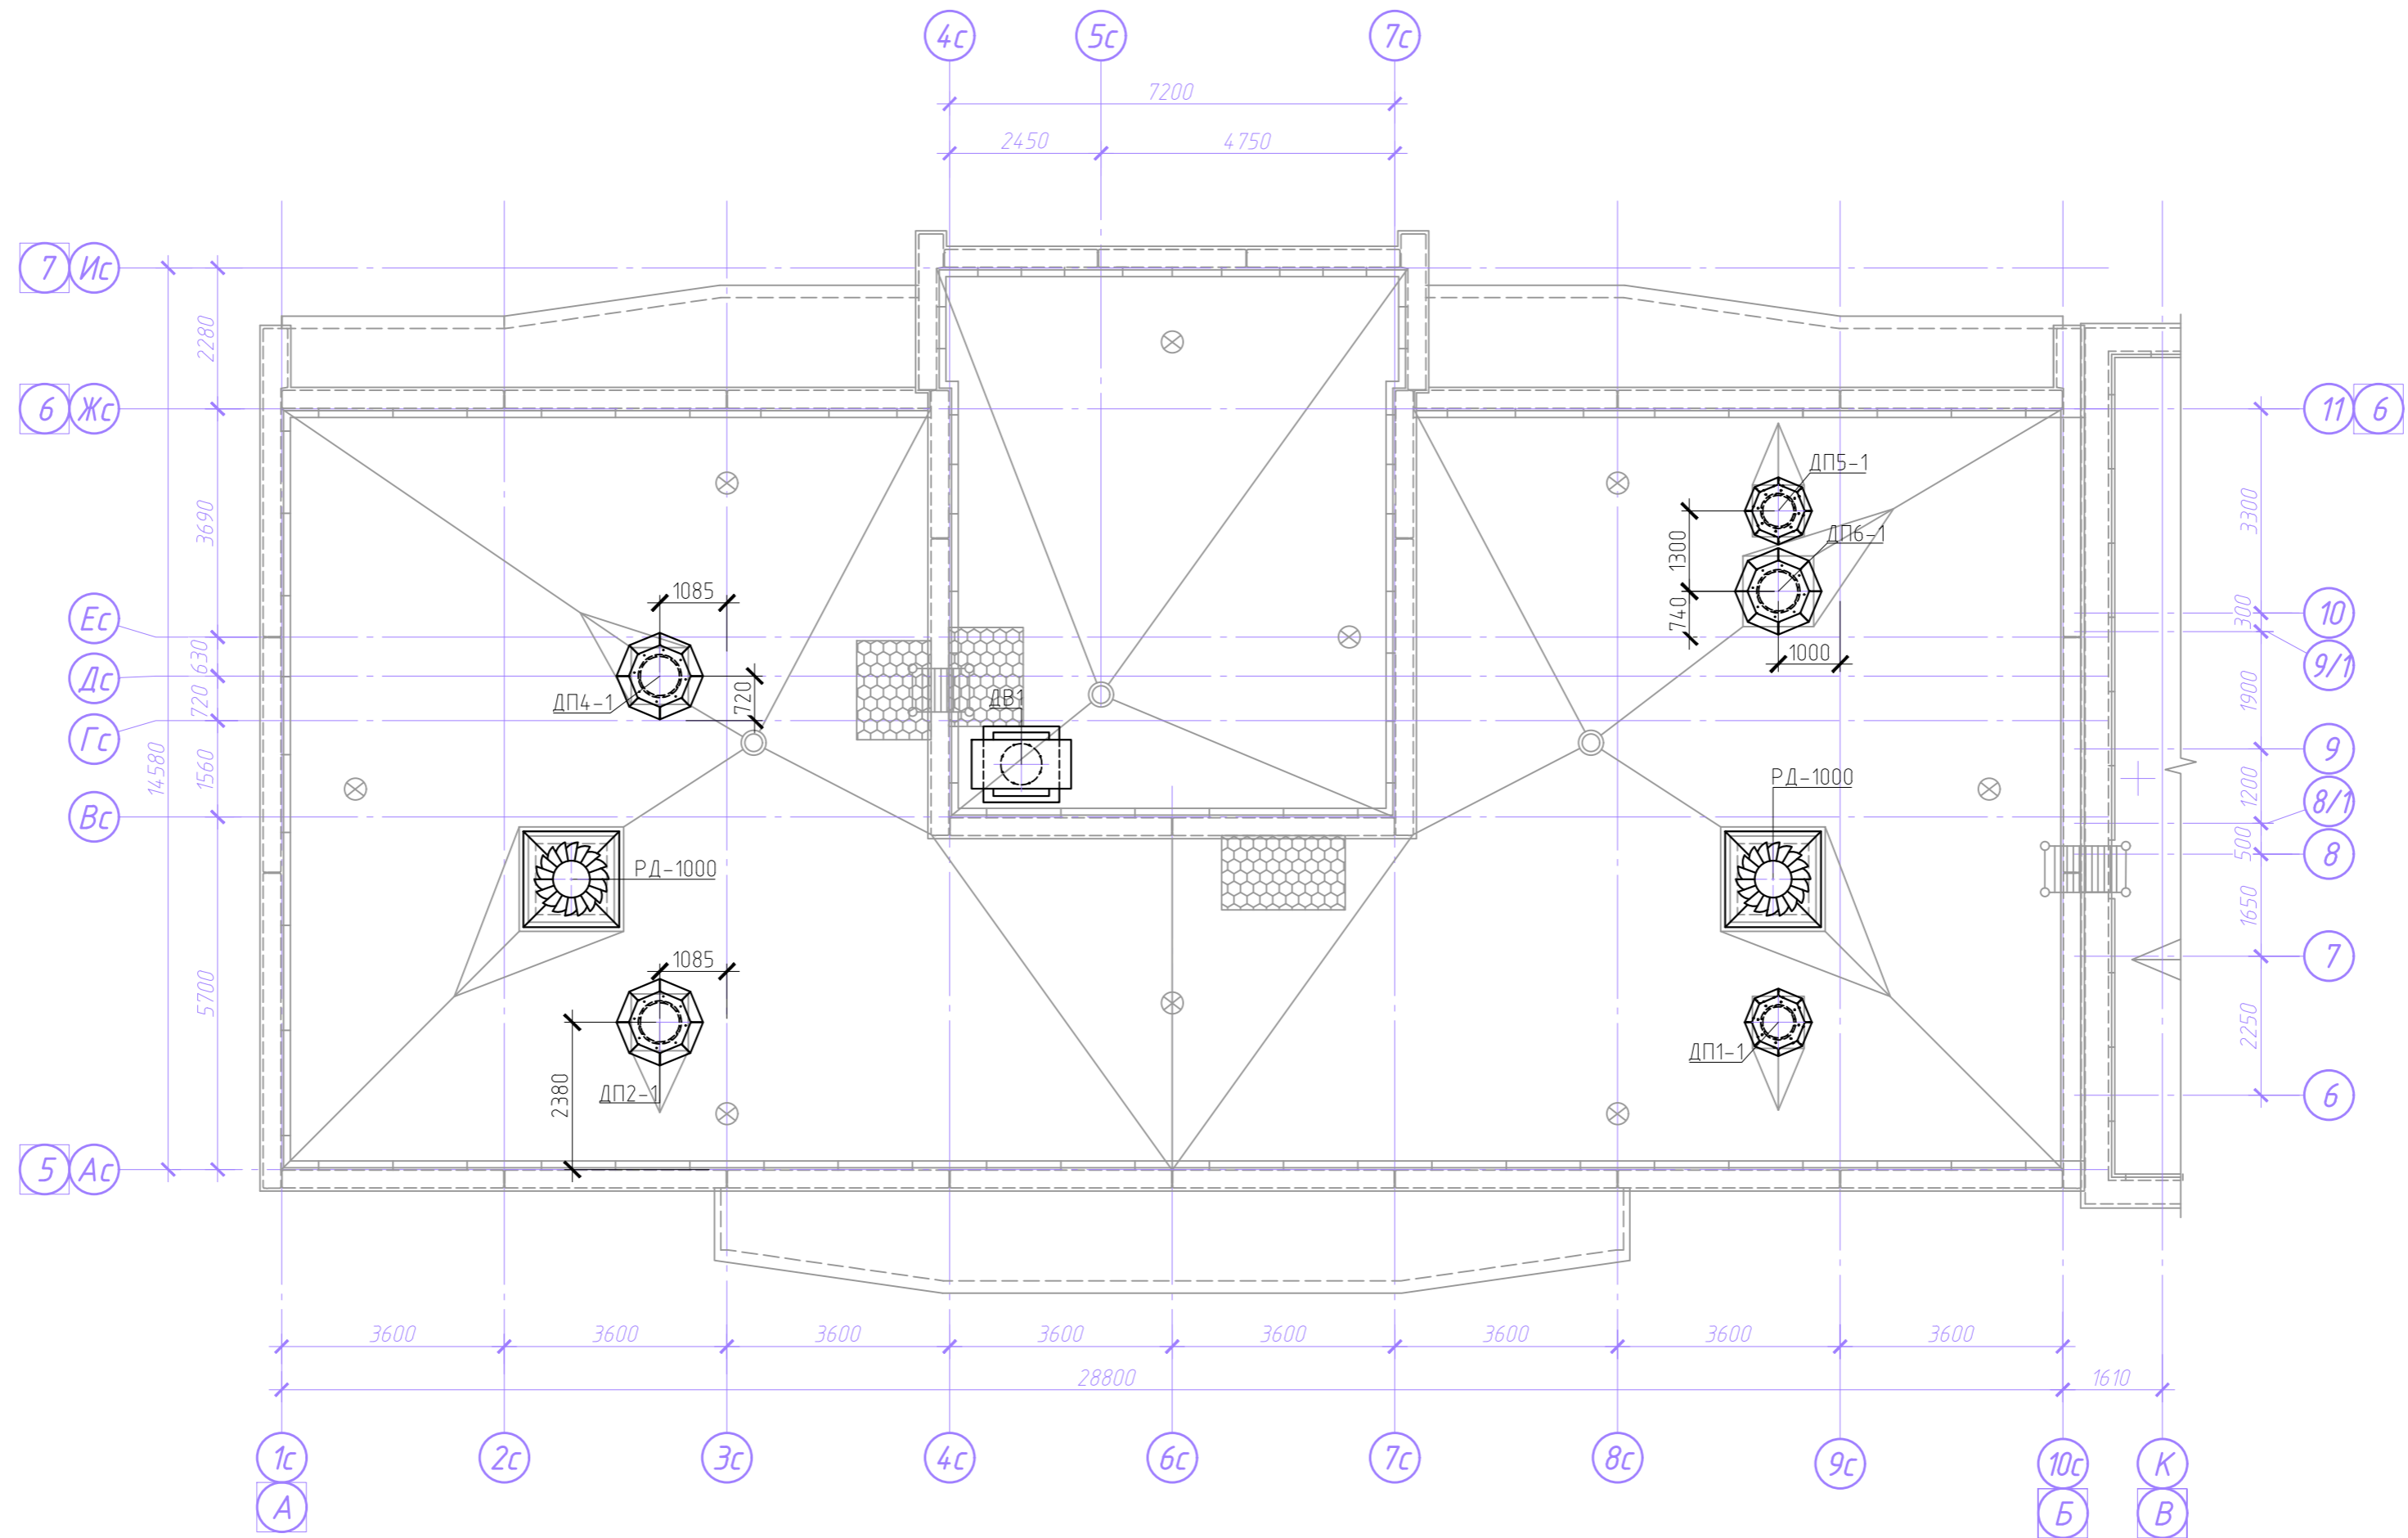 4с 5с 7с
7200
2450 4750
7 Ис
2280
6 Жс
11 6
ДП5-1
3690
3300
1300
ДП6-1
1085
740
Ес
10
300
630
1000
9/1
Дс
720
ДП4-1
720
ДВ1
1900
Гс
9
14580
1560
РД-1000
1200
8/1
Вс
500
8
РД-1000
1650
7
1085
5700
2250
ДП1-1
2380
ДП2-1
6
5 Ас
3600 3600 3600 3600 3600 3600 3600 3600
28800 1610
1с 2с 3с 4с 6с 7с 8с 9с 10с К
А Б В